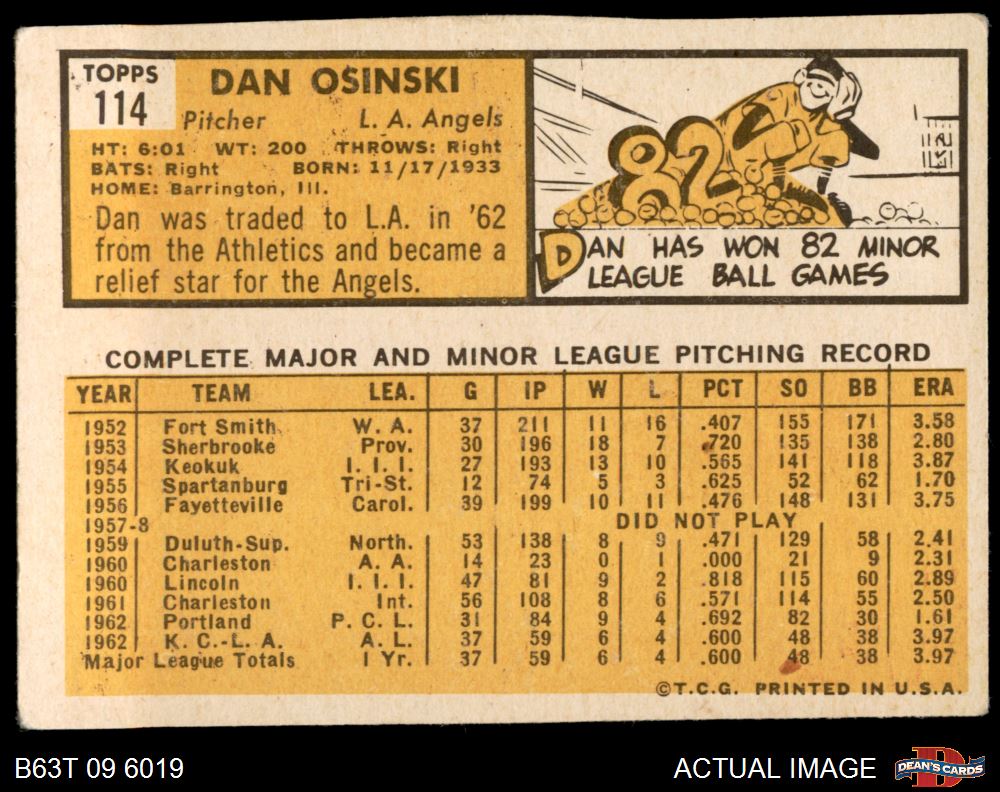 TOPPS
114
DAN OSINSKI
Pitcher L. A. Angels
HT: 6:01 WT: 200 THROWS: Right
BATS: Right BORN: 11/17/1933
HOME: Barrington, Ill.
Dan was traded to L.A. in '62
from the Athletics and became a
relief star for the Angels.
82
DAN HAS WON 82 MINOR
LEAGUE BALL GAMES
COMPLETE MAJOR AND MINOR LEAGUE PITCHING RECORD
YEAR TEAM LEA. G IP W L PCT SO BB ERA
1952 Fort Smith W. A. 37 211 11 16 .407 155 171 3.58
1953 Sherbrooke Prov. 30 196 18 7 .720 135 138 2.80
1954 Keokuk I. I. I. 27 193 13 10 .565 141 118 3.87
1955 Spartanburg Tri-St. 12 74 5 3 .625 52 62 1.70
1956 Fayetteville Carol. 39 199 10 11 .476 148 131 3.75
1957-8 DID NOT PLAY
1959 Duluth-Sup. North. 53 138 8 9 .471 129 58 2.41
1960 Charleston A. A. 14 23 0 1 .000 21 9 2.31
1960 Lincoln I. I. I. 47 81 9 2 .818 115 60 2.89
1961 Charleston Int. 56 108 8 6 .571 114 55 2.50
1962 Portland P. C. L. 31 84 9 4 .692 82 30 1.61
1962 K. C.-L. A. A. L. 37 59 6 4 .600 48 38 3.97
Major League Totals 1 Yr. 37 59 6 4 .600 48 38 3.97
©T.C.G. PRINTED IN U.S.A.
B63T 09 6019 ACTUAL IMAGE
D
DEAN'S CARDS